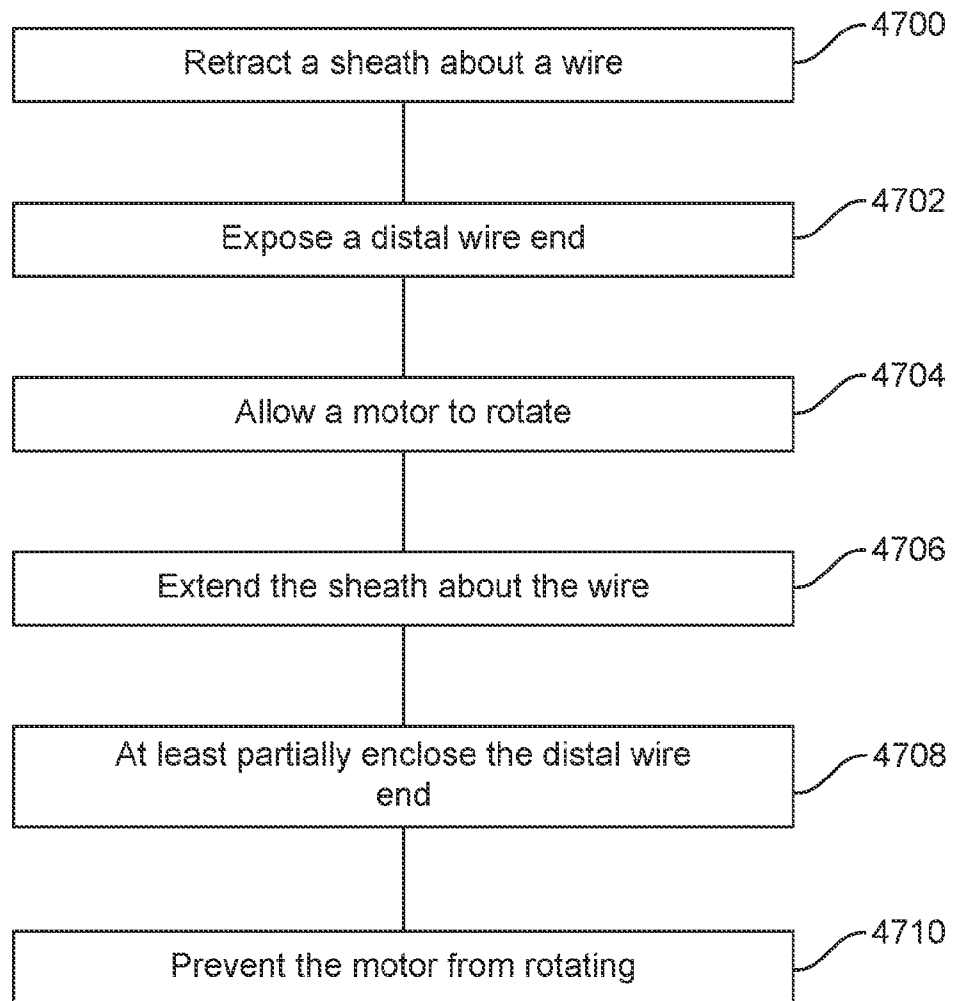 4700
Retract a sheath about a wire
4702
Expose a distal wire end
4704
Allow a motor to rotate
4706
Extend the sheath about the wire
At least partially enclose the distal wire
end
4708
4710
Prevent the motor from rotating